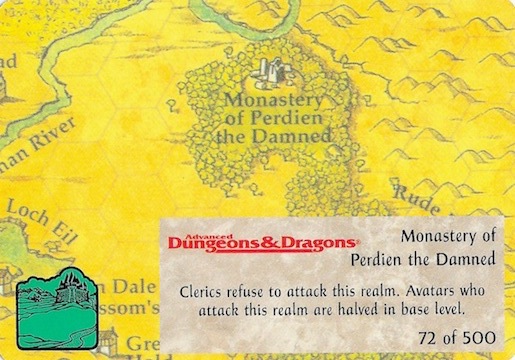 ad
Monastery
of Perdien
the Damned
man River
Rude
Loch Eil
n Dale
ssom's
Gre
Hold
Advanced
Dungeons&Dragons®
Monastery of
Perdien the Damned
Clerics refuse to attack this realm. Avatars who
attack this realm are halved in base level.
72 of 500